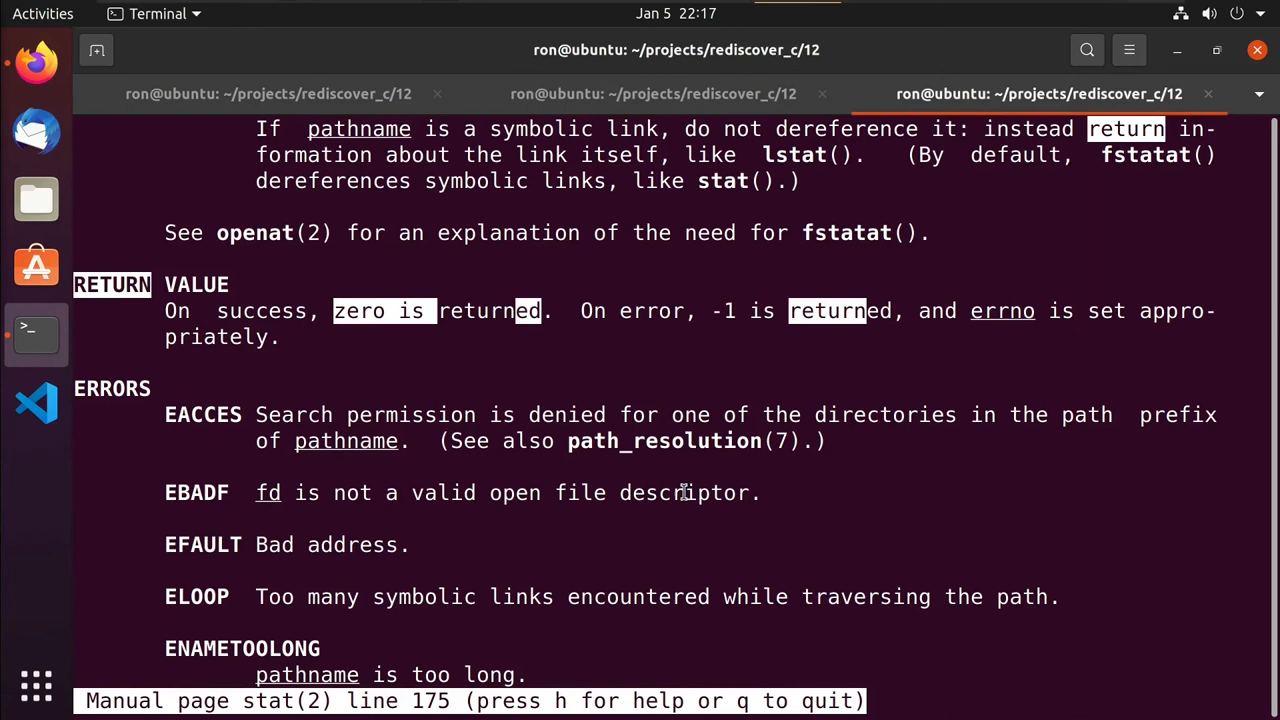 Activities
Terminal
Jan 5 22:17
ron@ubuntu: ~/projects/rediscover_c/12
ron@ubuntu: ~/projects/rediscover_c/12
ron@ubuntu: ~/projects/rediscover_c/12
ron@ubuntu: ~/projects/rediscover_c/12
If pathname is a symbolic link, do not dereference it: instead return in-
formation about the link itself, like lstat(). (By default, fstatat()
dereferences symbolic links, like stat().)
See openat(2) for an explanation of the need for fstatat().
RETURN VALUE
On success, zero is returned. On error, -1 is returned, and errno is set appro-
priately.
ERRORS
EACCES Search permission is denied for one of the directories in the path prefix
of pathname. (See also path_resolution(7).)
EBADF fd is not a valid open file descriptor.
EFAULT Bad address.
ELOOP Too many symbolic links encountered while traversing the path.
ENAMETOOLONG
pathname is too long.
Manual page stat(2) line 175 (press h for help or q to quit)